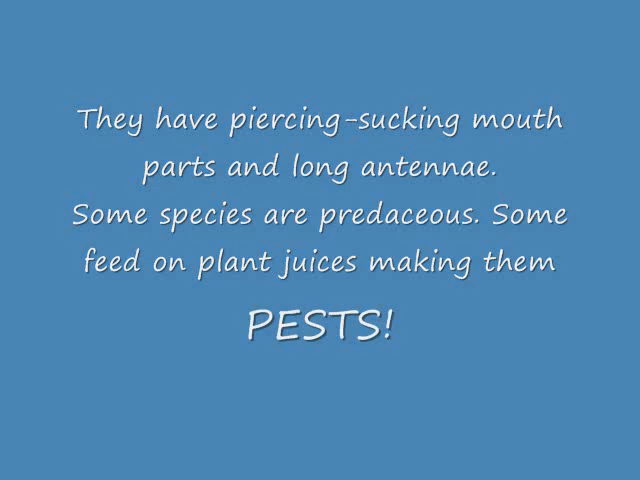 They have piercing-sucking mouth
parts and long antennae.
Some species are predaceous. Some
feed on plant juices making them
PESTS!